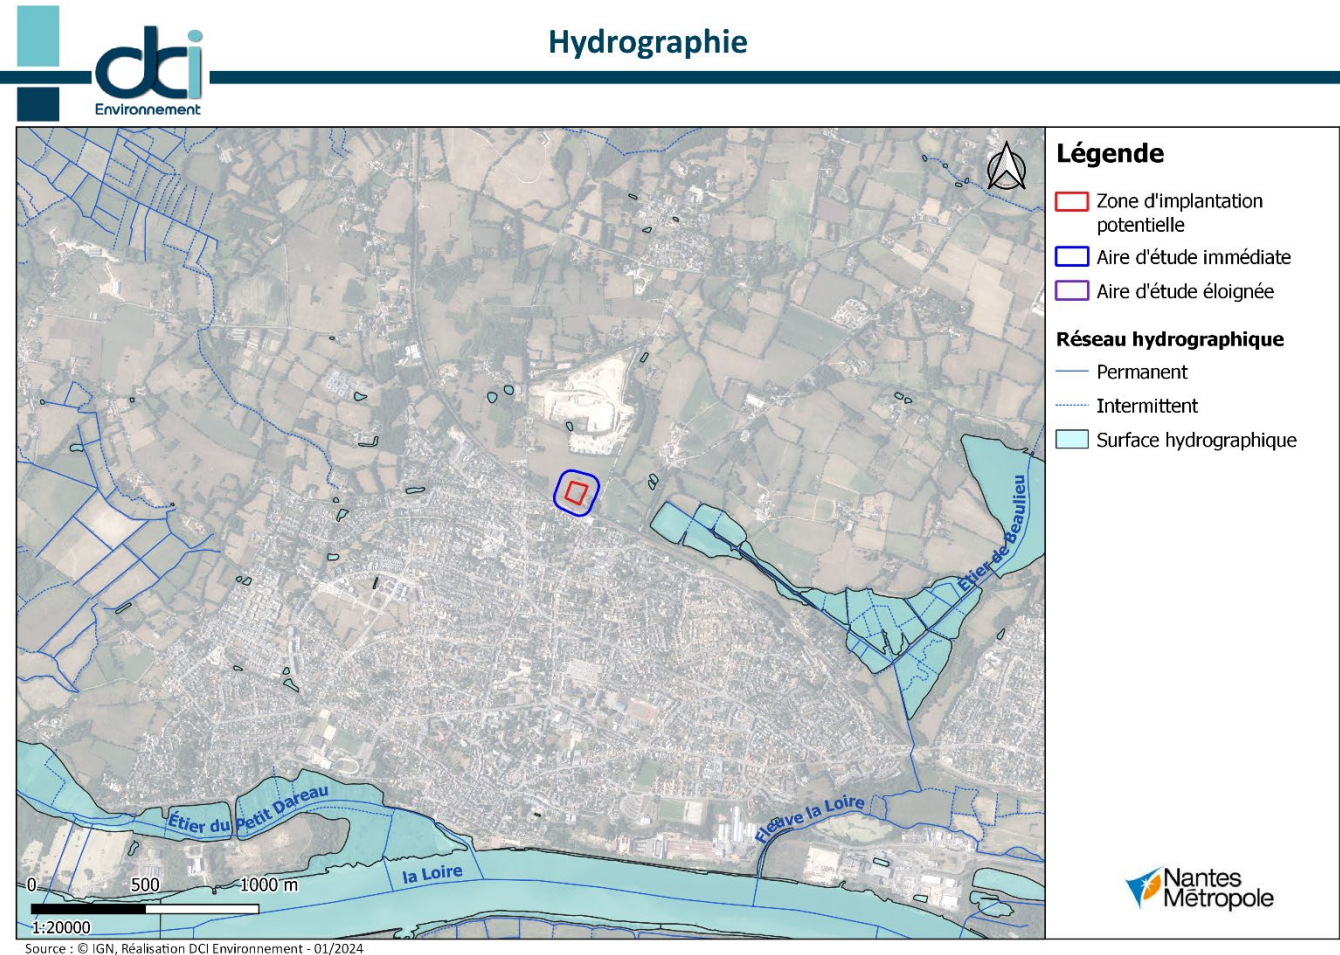 dci
Environnement
Hydrographie
Légende
Zone d'implantation
potentielle
Aire d'étude immédiate
Aire d'étude éloignée
Réseau hydrographique
Permanent
Intermittent
Surface hydrographique
Étier de Beaulieu
Étier du Petit Dareau
Fleuve la Loire
la Loire
0 500 1000 m
1:20000
Nantes
Métropole
Source : © IGN, Réalisation DCI Environnement - 01/2024